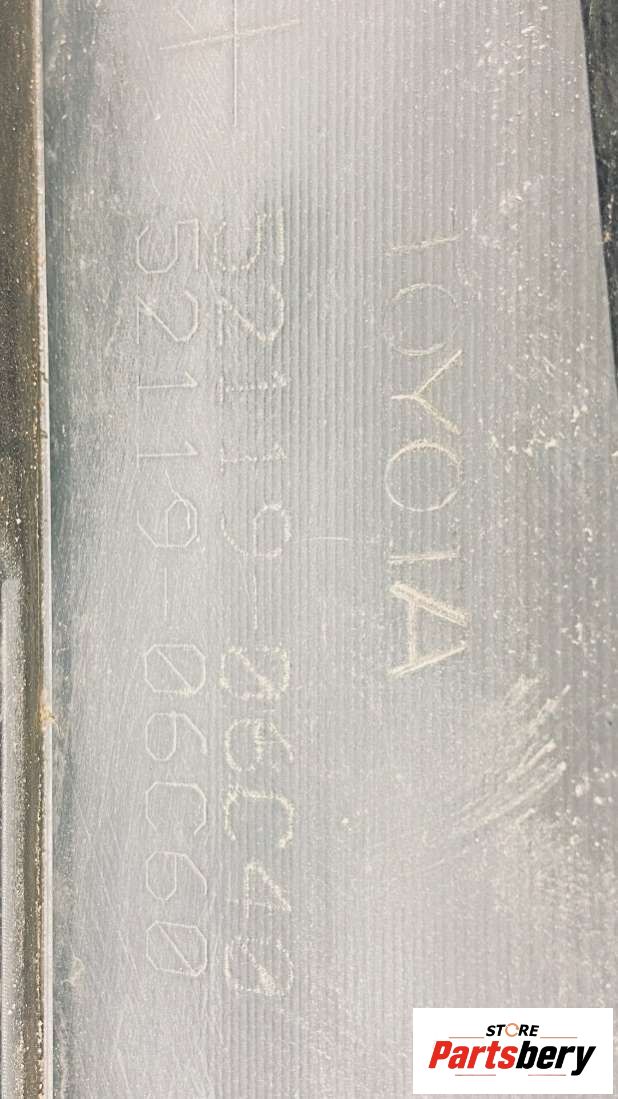 TOYOTA
52119-06C40
52119-06C60
STORE
Partsbery